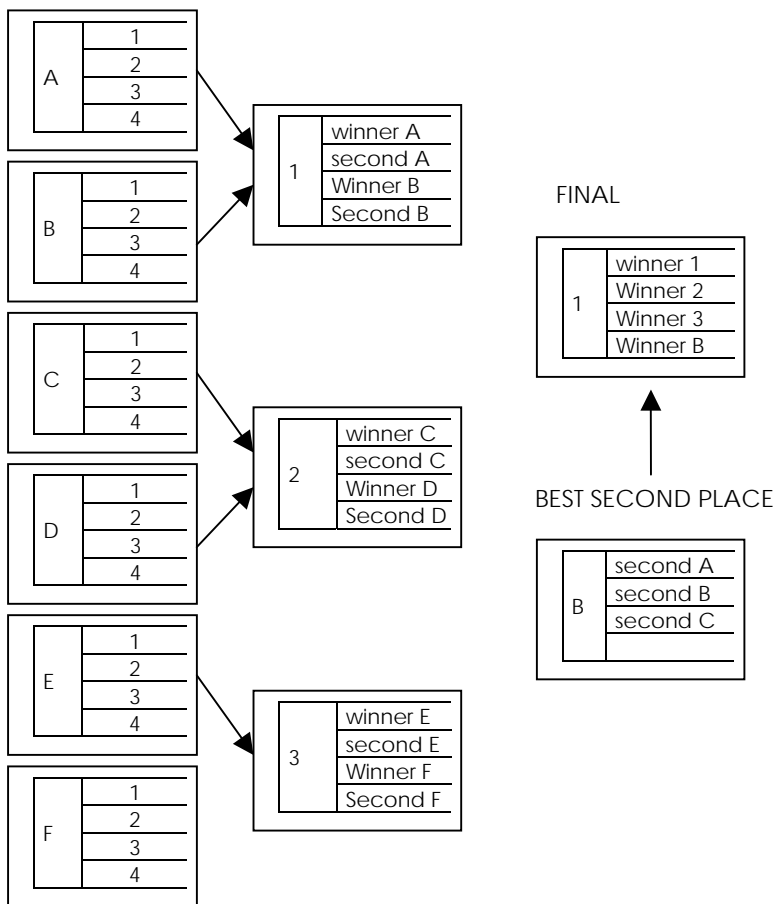 A
1
2
3
4
B
1
2
3
4
C
1
2
3
4
D
1
2
3
4
E
1
2
3
4
F
1
2
3
4
1
winner A
second A
Winner B
Second B
2
winner C
second C
Winner D
Second D
3
winner E
second E
Winner F
Second F
FINAL
1
winner 1
Winner 2
Winner 3
Winner B
BEST SECOND PLACE
B
second A
second B
second C